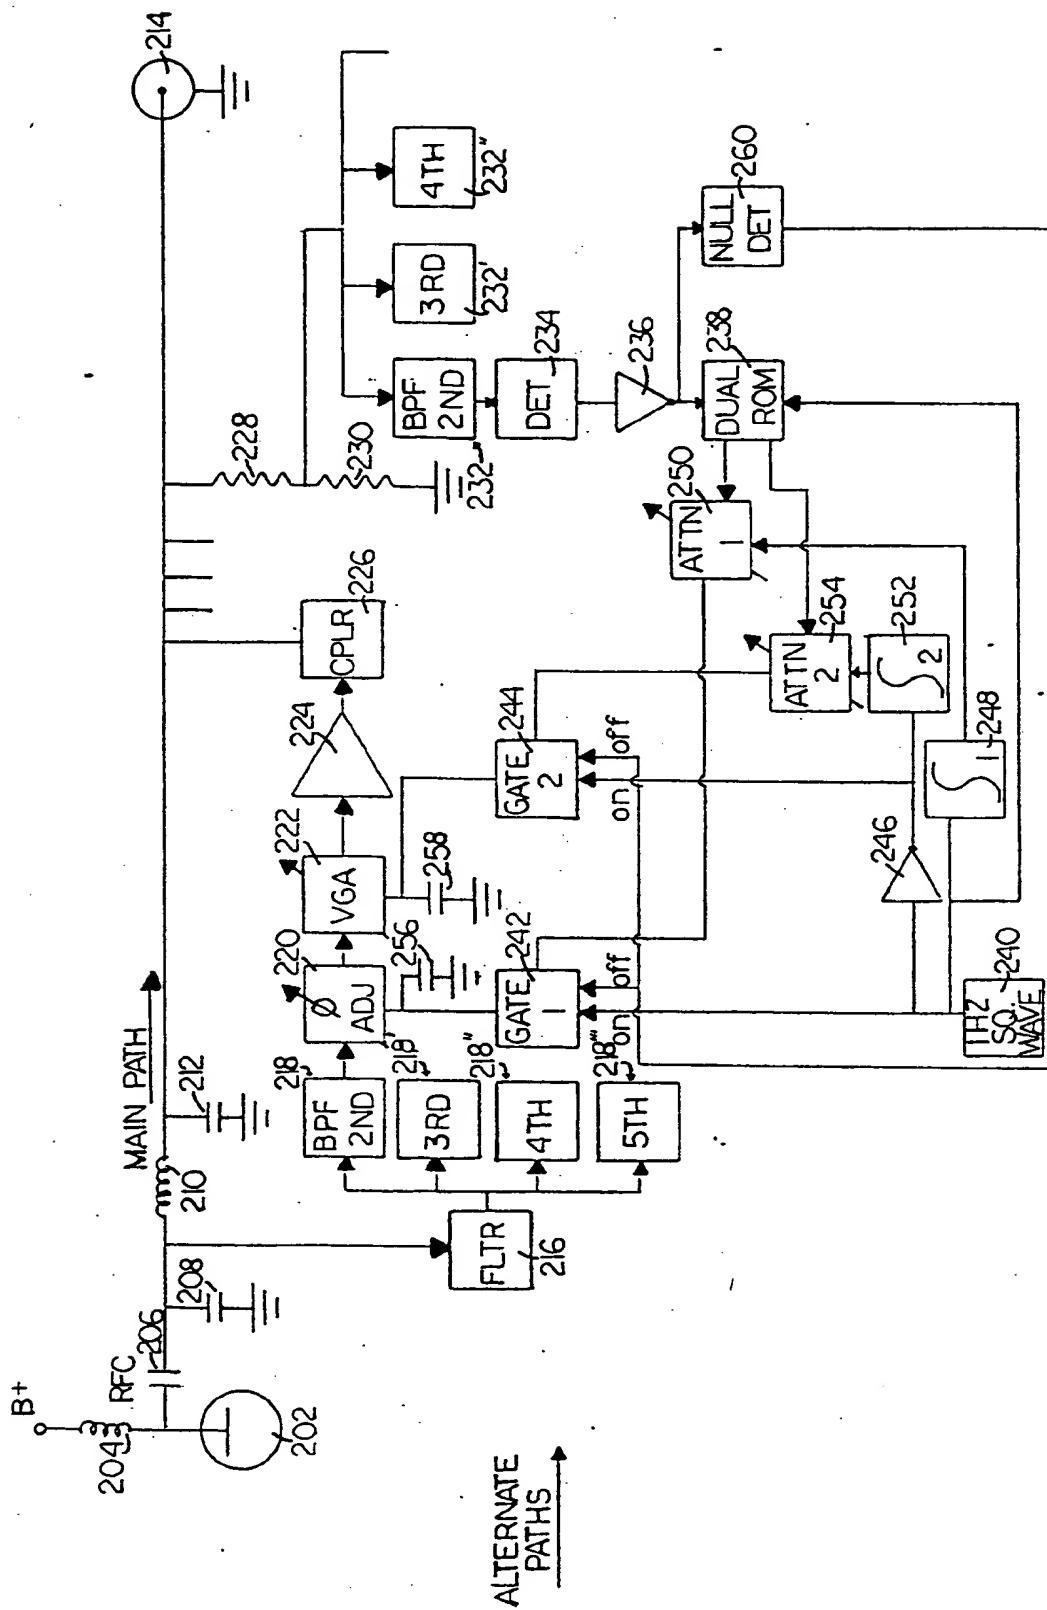 B+
204
RFC
206
208
202
210
212
MAIN PATH
214
ALTERNATE
PATHS
FLTR
216
218
BPF
2ND
218'
3RD
218"
4TH
218'''
5TH
220
Ø
ADJ
222
VGA
224
226
CPLR
228
230
256
258
GATE
1
242
on
off
GATE
2
244
on
off
232
BPF
2ND
3RD
232'
4TH
232"
DET
234
236
DUAL
ROM
238
NULL
DET
260
ATTN
1
250
ATTN
2
254
∫2
252
∫1
248
246
1HZ
SQ.
WAVE
240